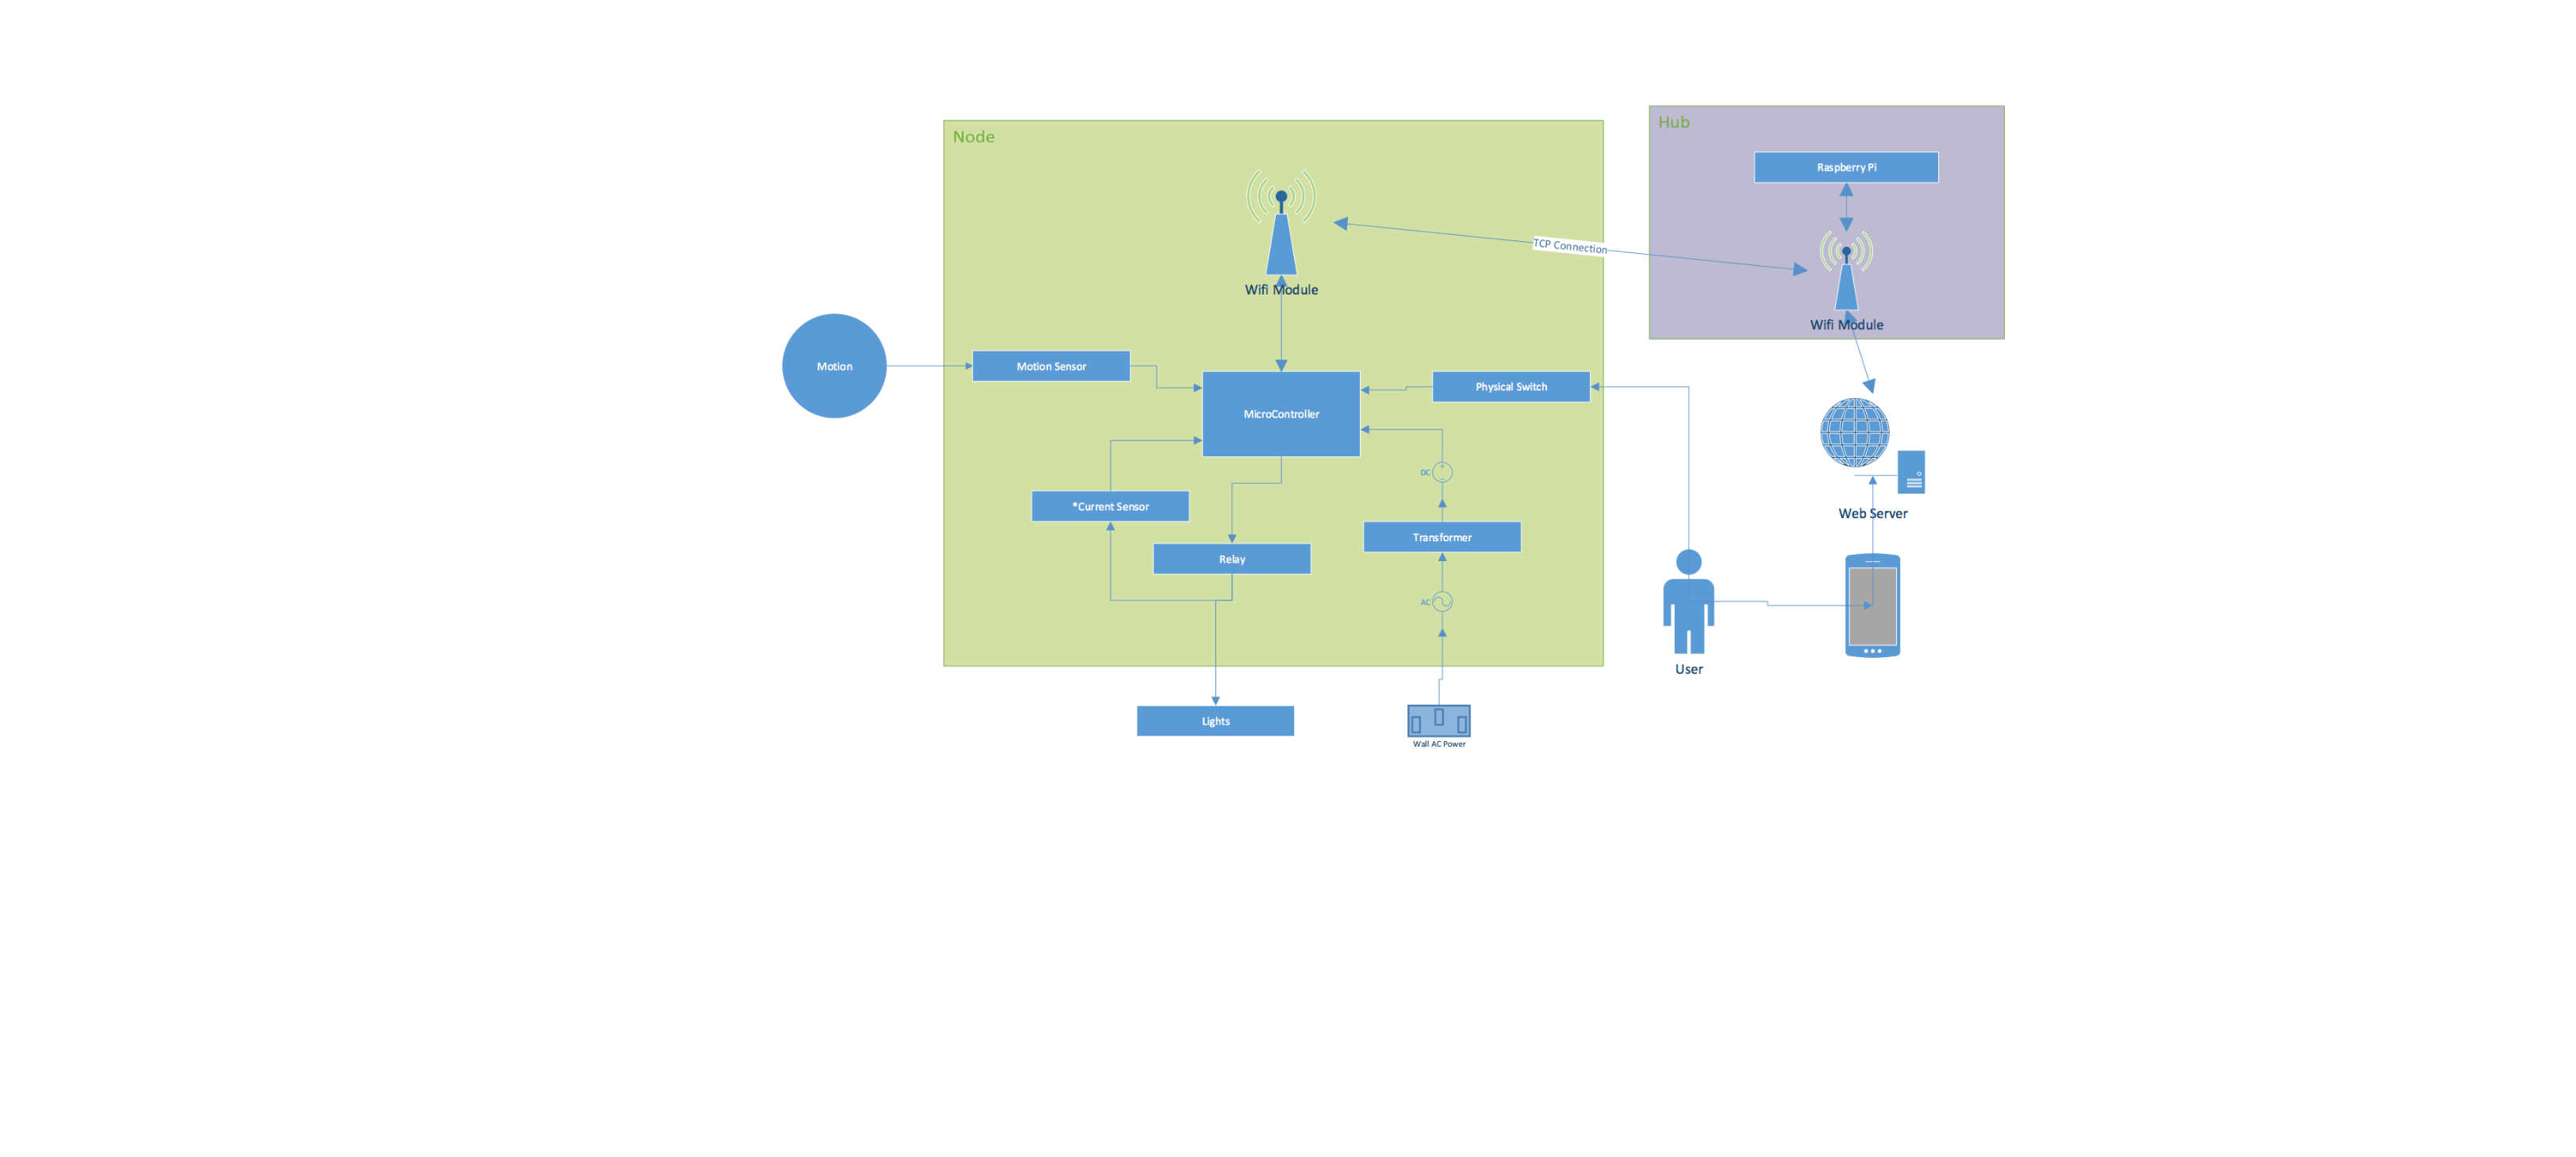 Hub
Node
Raspberry Pi
TCP Connection
Wifi Module
Wifi Module
Motion
Motion Sensor
Physical Switch
MicroController
DC
*Current Sensor
Web Server
Transformer
Relay
AC
User
Lights
Wall AC Power